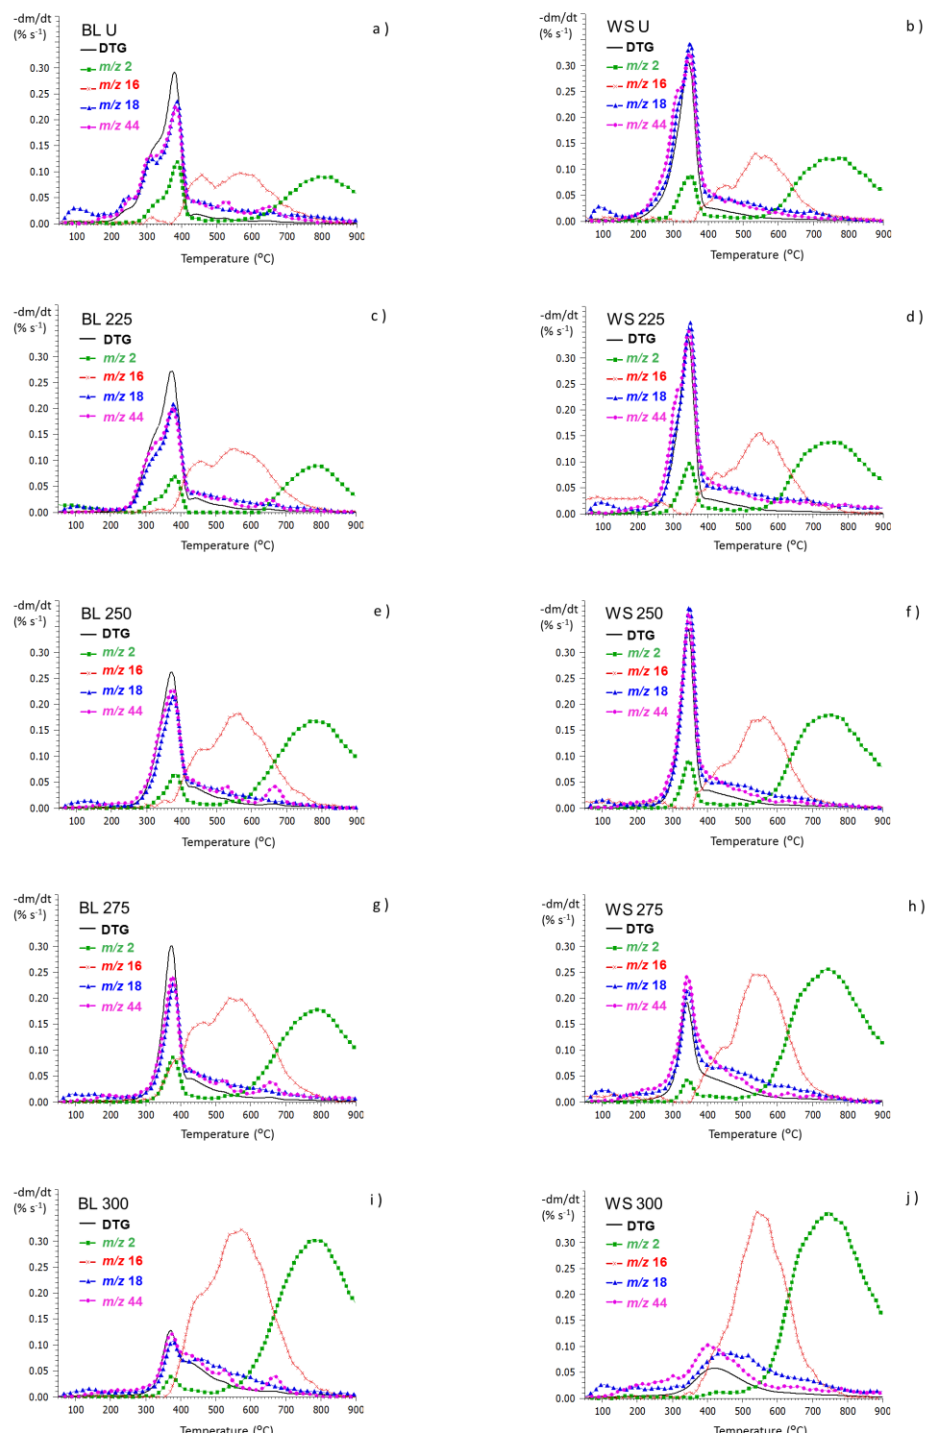 -dm/dt
(% s-1)
BL U
a )
DTG
m/z 2
m/z 16
m/z 18
m/z 44
0.30
0.25
0.20
0.15
0.10
0.05
0.00
100 200 300 400 500 600 700 800 900
Temperature (°C)
-dm/dt
(% s-1)
WS U
b )
DTG
m/z 2
m/z 16
m/z 18
m/z 44
0.30
0.25
0.20
0.15
0.10
0.05
0.00
100 200 300 400 500 600 700 800 900
Temperature (°C)
-dm/dt
(% s-1)
BL 225
c )
DTG
m/z 2
m/z 16
m/z 18
m/z 44
0.30
0.25
0.20
0.15
0.10
0.05
0.00
100 200 300 400 500 600 700 800 900
Temperature (°C)
-dm/dt
(% s-1)
WS 225
d )
DTG
m/z 2
m/z 16
m/z 18
m/z 44
0.30
0.25
0.20
0.15
0.10
0.05
0.00
100 200 300 400 500 600 700 800 900
Temperature (°C)
-dm/dt
(% s-1)
BL 250
e )
DTG
m/z 2
m/z 16
m/z 18
m/z 44
0.30
0.25
0.20
0.15
0.10
0.05
0.00
100 200 300 400 500 600 700 800 900
Temperature (°C)
-dm/dt
(% s-1)
WS 250
f )
DTG
m/z 2
m/z 16
m/z 18
m/z 44
0.30
0.25
0.20
0.15
0.10
0.05
0.00
100 200 300 400 500 600 700 800 900
Temperature (°C)
-dm/dt
(% s-1)
BL 275
g )
DTG
m/z 2
m/z 16
m/z 18
m/z 44
0.30
0.25
0.20
0.15
0.10
0.05
0.00
100 200 300 400 500 600 700 800 900
Temperature (°C)
-dm/dt
(% s-1)
WS 275
h )
DTG
m/z 2
m/z 16
m/z 18
m/z 44
0.30
0.25
0.20
0.15
0.10
0.05
0.00
100 200 300 400 500 600 700 800 900
Temperature (°C)
-dm/dt
(% s-1)
BL 300
i )
DTG
m/z 2
m/z 16
m/z 18
m/z 44
0.30
0.25
0.20
0.15
0.10
0.05
0.00
100 200 300 400 500 600 700 800 900
Temperature (°C)
-dm/dt
(% s-1)
WS 300
j )
DTG
m/z 2
m/z 16
m/z 18
m/z 44
0.30
0.25
0.20
0.15
0.10
0.05
0.00
100 200 300 400 500 600 700 800 900
Temperature (°C)